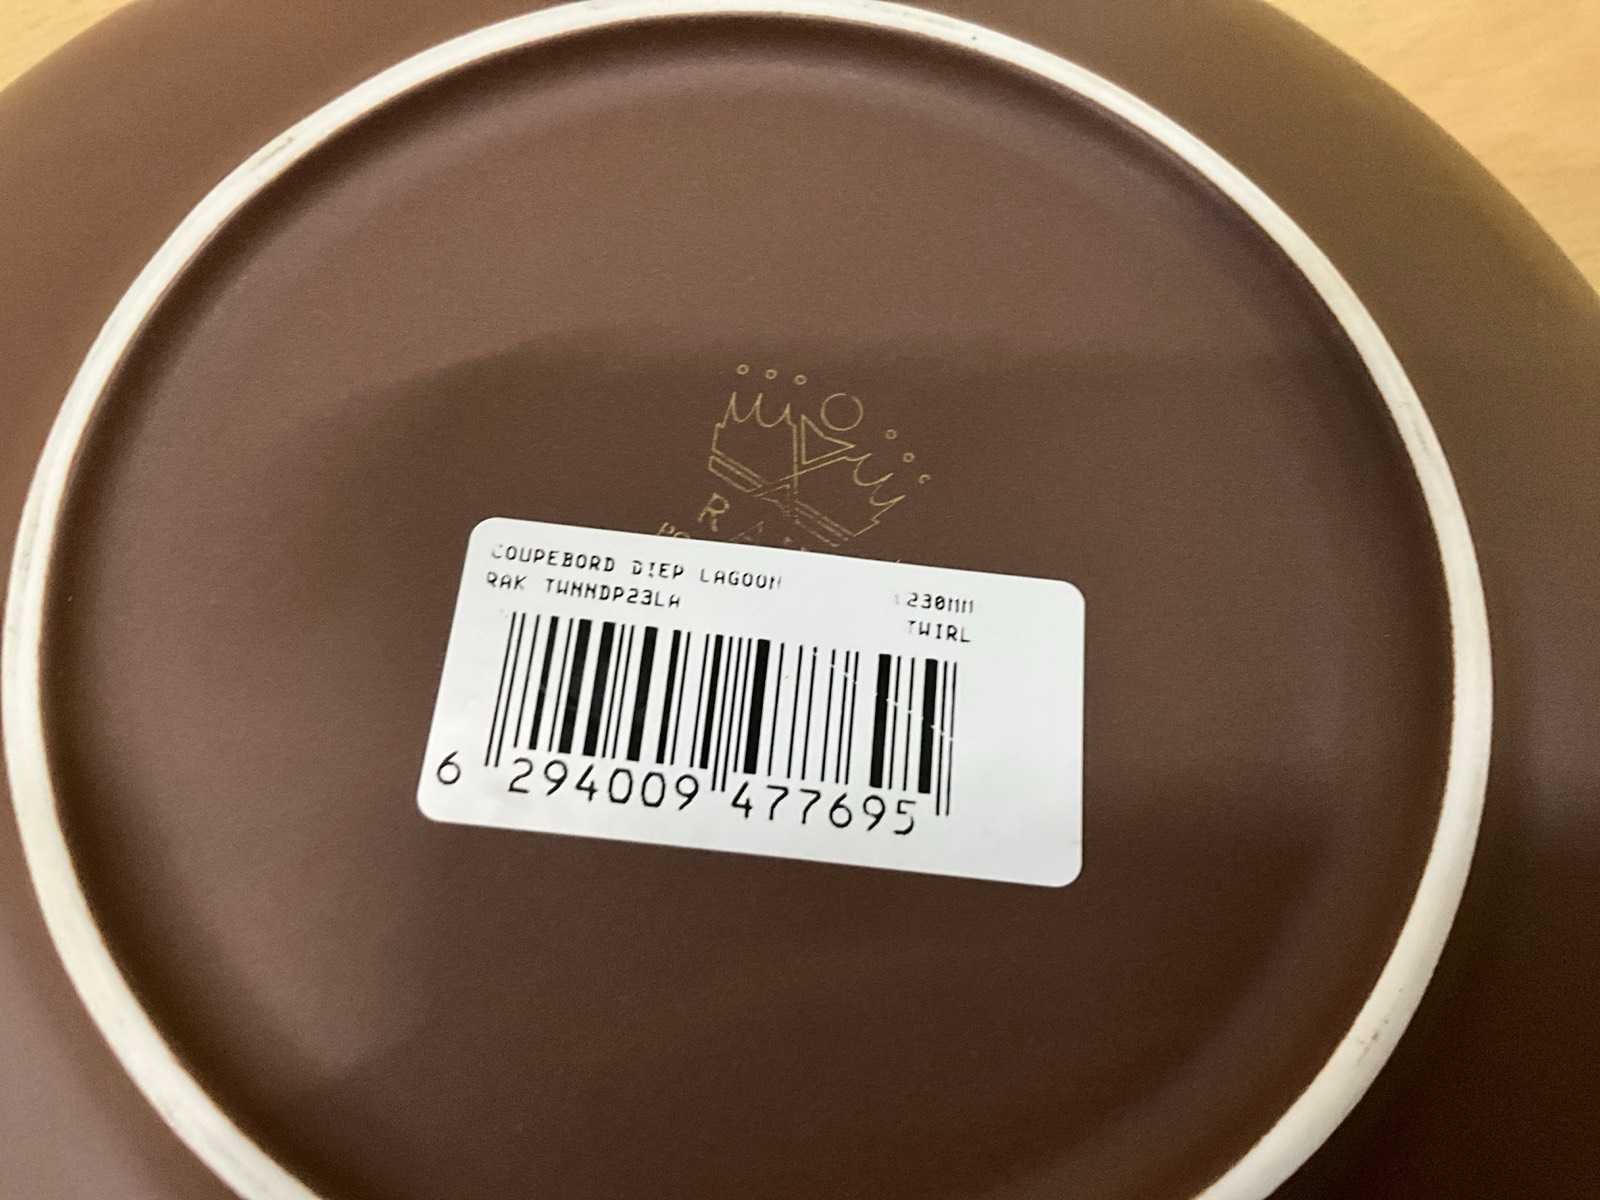 R
COUPEBORD DIEP LAGOON 230MM
RAK TWNNDP23LA TWIRL
6 294009 477695